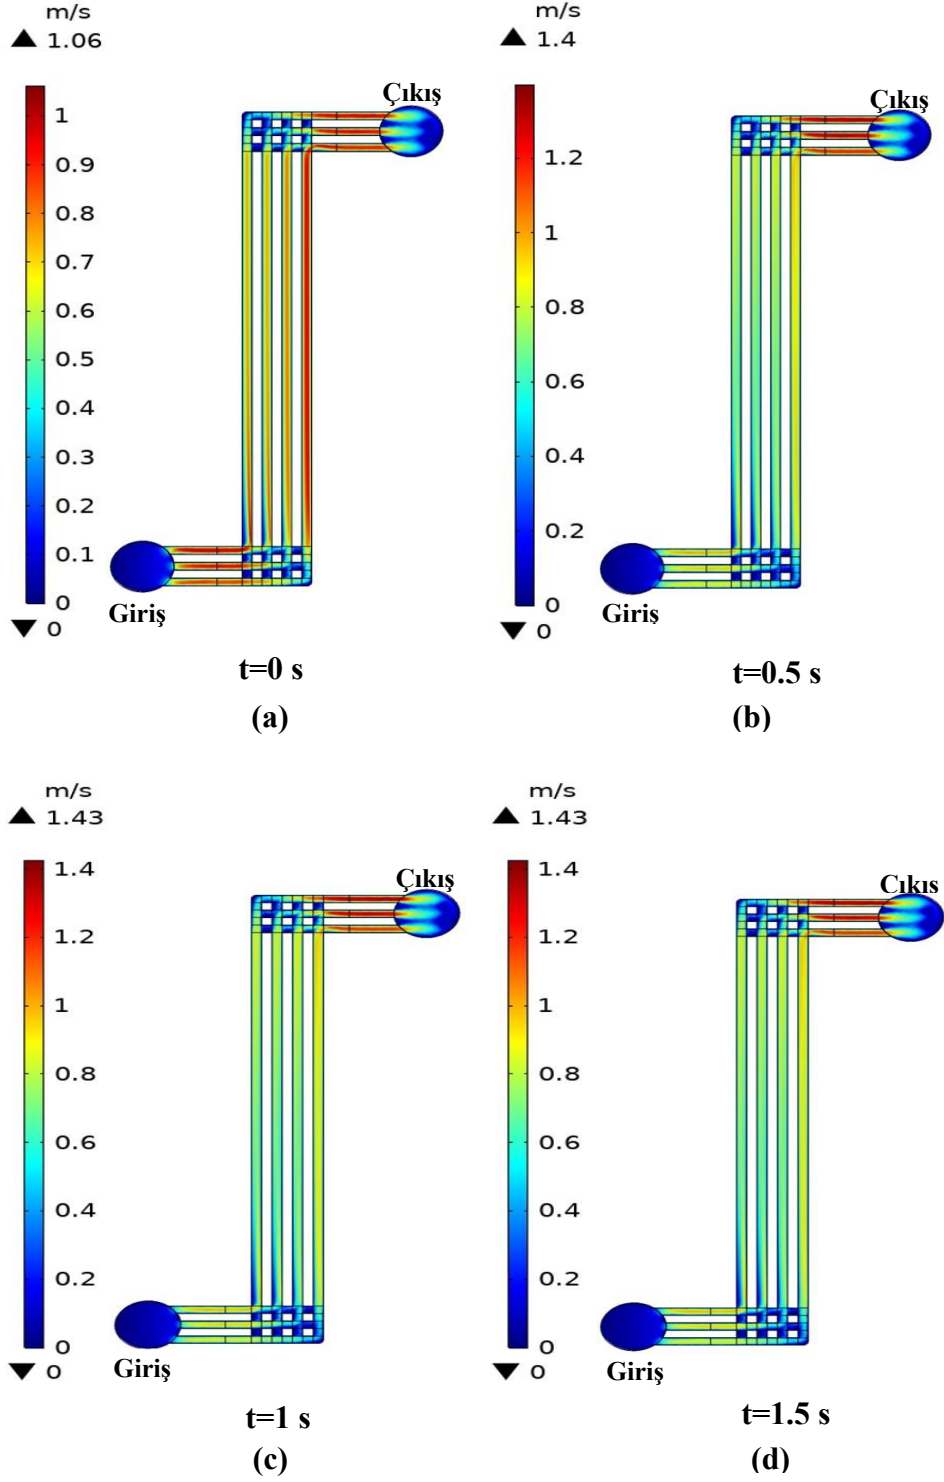 m/s
▲ 1.06
1
0.9
0.8
0.7
0.6
0.5
0.4
0.3
0.2
0.1
0
▼ 0
Çıkış
Giriş
t=0 s
(a)
m/s
▲ 1.4
1.2
1
0.8
0.6
0.4
0.2
0
▼ 0
Çıkış
Giriş
t=0.5 s
(b)
m/s
▲ 1.43
1.4
1.2
1
0.8
0.6
0.4
0.2
0
▼ 0
Çıkış
Giriş
t=1 s
(c)
m/s
▲ 1.43
1.4
1.2
1
0.8
0.6
0.4
0.2
0
▼ 0
Cıkıs
Giriş
t=1.5 s
(d)